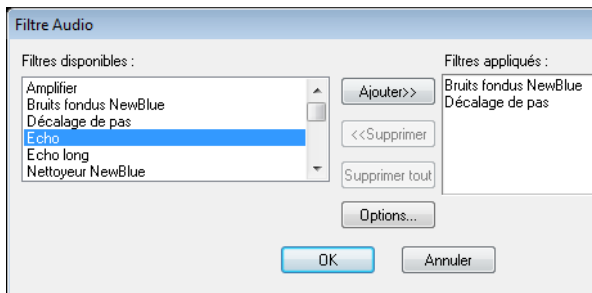 Filtre Audio
Filtres disponibles :
Amplifier
Bruits fondus NewBlue
Décalage de pas
Echo
Echo long
Nettoyeur NewBlue
Ajouter>>
<<Supprimer
Supprimer tout
Options...
Filtres appliqués :
Bruits fondus NewBlue
Décalage de pas
OK
Annuler